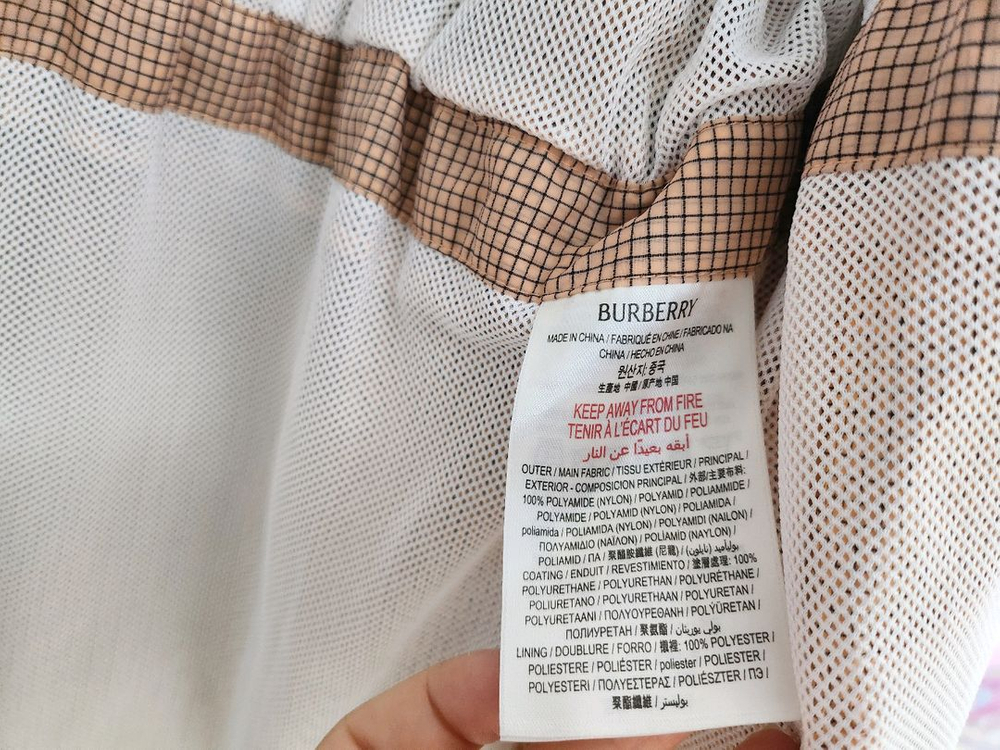 BURBERRY
MADE IN CHINA / FABRIQUÉ EN CHINE / FABRICADO NA
CHINA / HECHO EN CHINA
원산지: 중국
生產地 中國 / 原产地 中国
KEEP AWAY FROM FIRE
TENIR À L'ÉCART DU FEU
أبقه بعيدًا عن النار
OUTER / MAIN FABRIC / TISSU EXTÉRIEUR / PRINCIPAL /
EXTERIOR - COMPOSICION PRINCIPAL / 外部/主要布料:
100% POLYAMIDE (NYLON) / POLYAMID / POLIAMMIDE /
POLYAMIDE / POLYAMID (NYLON) / POLIAMIDA /
poliamida / POLIAMIDA (NYLON) / POLYAMIDI (NAILON) /
ΠΟΛΥΑΜΙΔΙΟ (ΝΑΪΛΟΝ) / POLİAMİD (NAYLON) /
POLIAMID / ПА / 聚醯胺纖維 (尼龍) / بوليأميد (نايلون)
COATING / ENDUIT / REVESTIMIENTO / 塗層處理: 100%
POLYURETHANE / POLYURETHAN / POLYURÉTHANE /
POLIURETANO / POLYURETHAAN / POLYURETAN /
POLYURETAANI / ΠΟΛΥΟΥΡΕΘΑΝΗ / POLYÜRETAN /
ПОЛИУРЕТАН / 聚氨酯 / بولي يوريثان
LINING / DOUBLURE / FORRO / 襯裡: 100% POLYESTER /
POLIESTERE / POLIÉSTER / poliester / POLIESTER /
POLYESTERI / ΠΟΛΥΕΣΤΕΡΑΣ / POLIÉSZTER / ПЭ /
聚酯纖維 / بوليستر